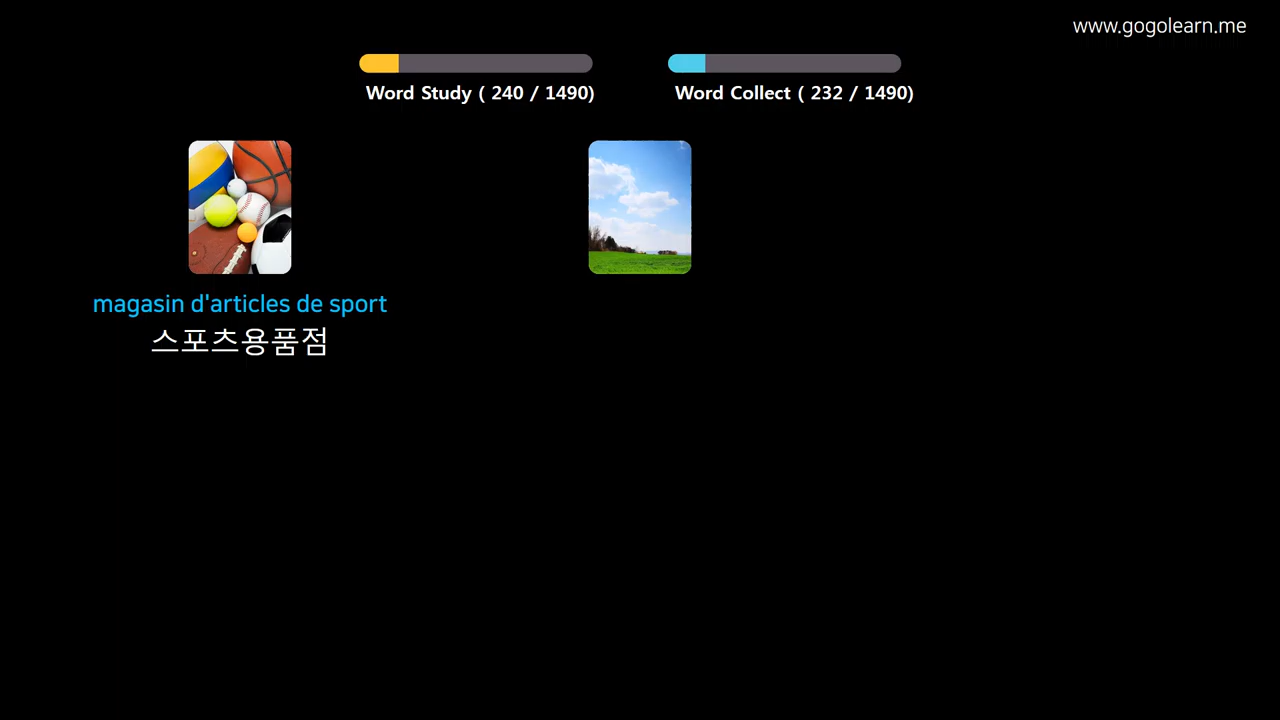 www.gogolearn.me
Word Study ( 240 / 1490)
Word Collect ( 232 / 1490)
magasin d'articles de sport
스포츠용품점